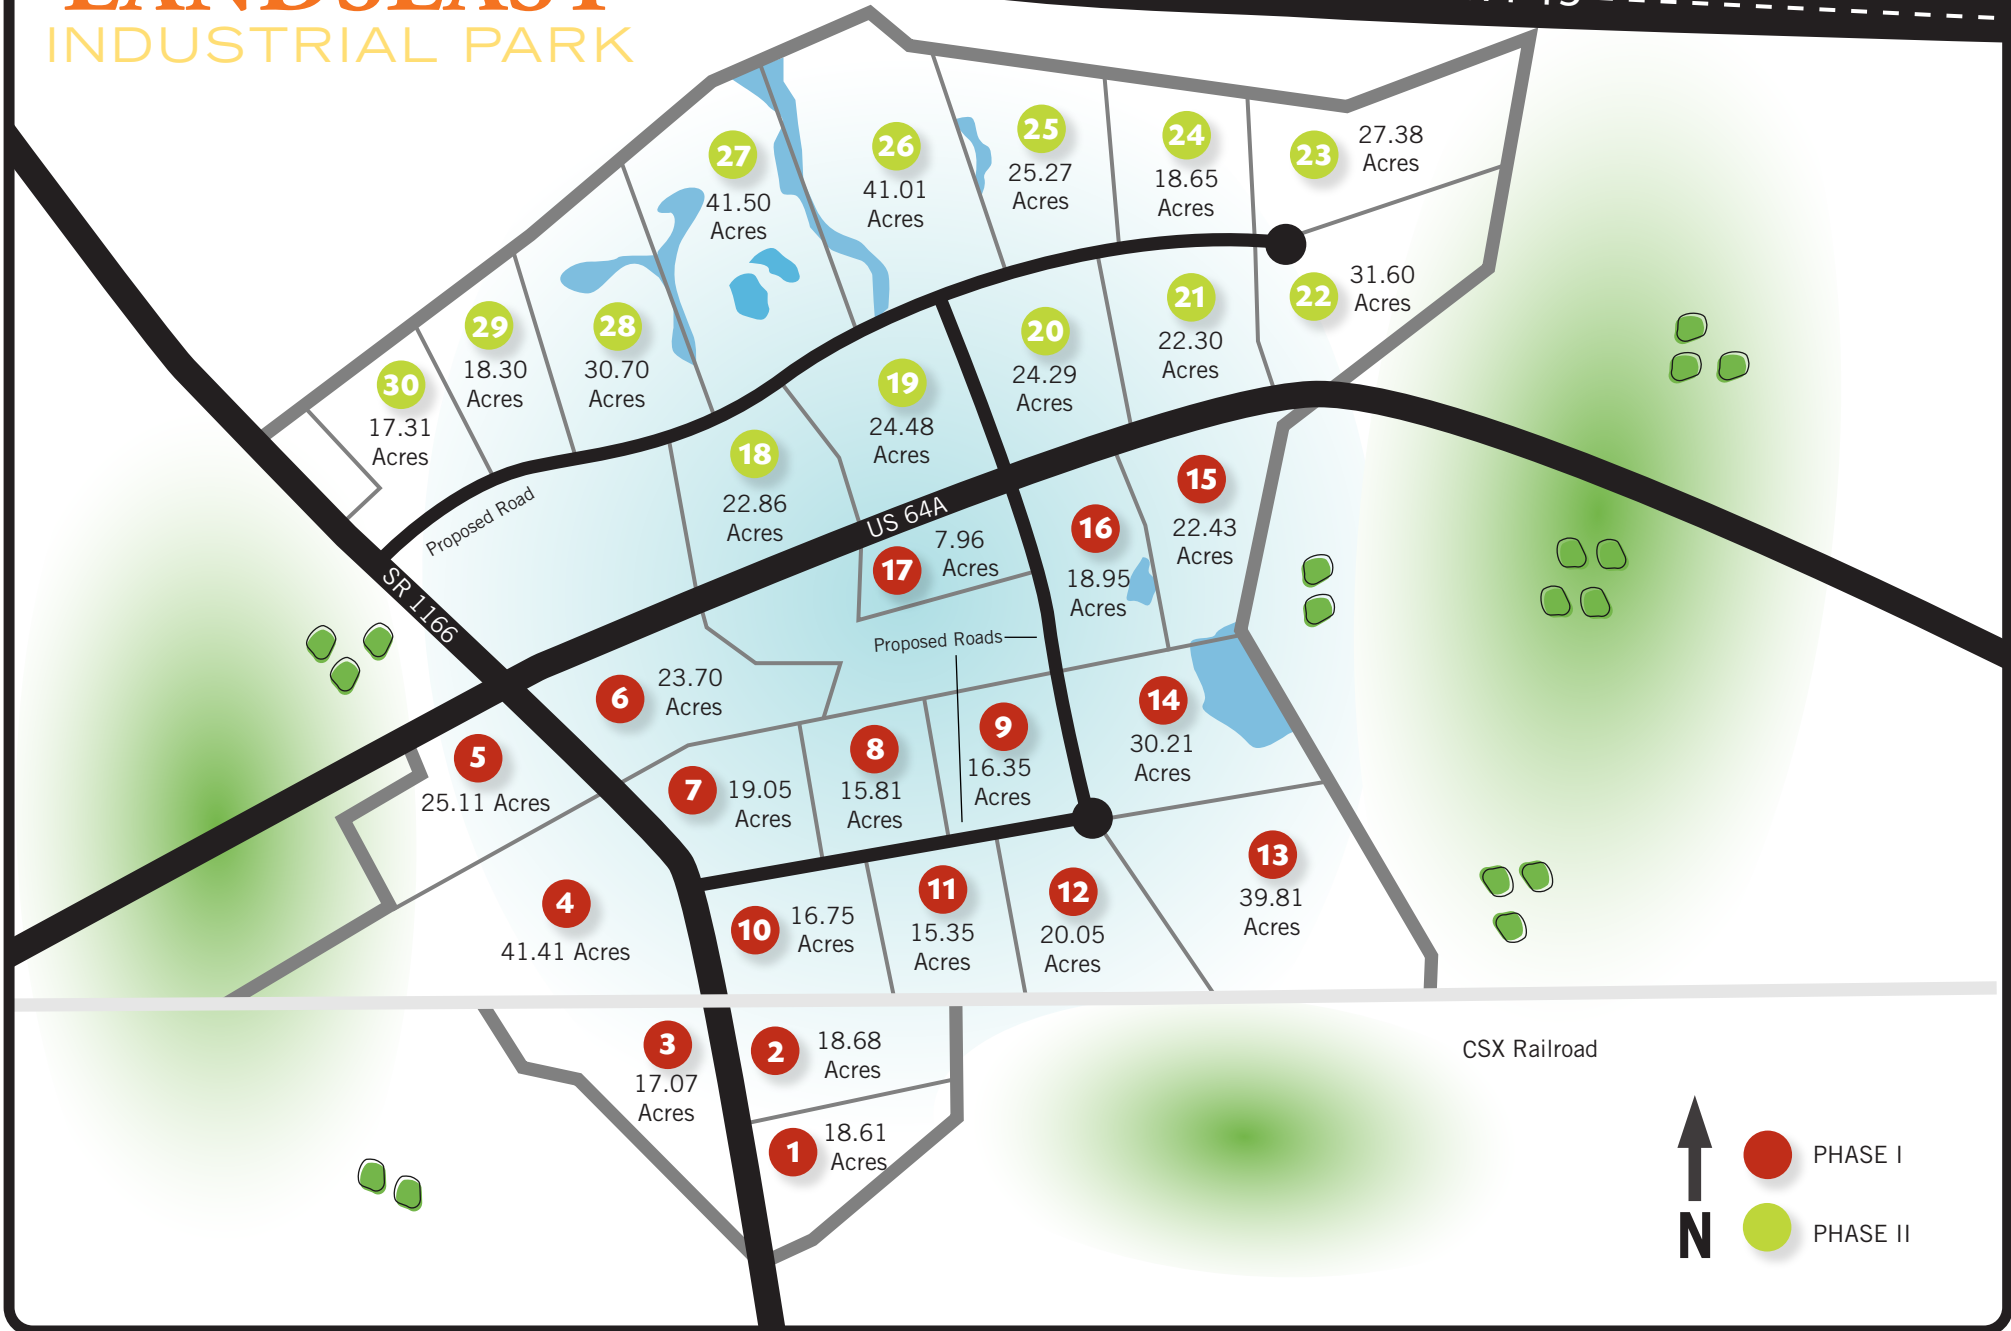 INDUSTRIAL PARK
27
41.50
Acres
26
41.01
Acres
25
25.27
Acres
24
18.65
Acres
23
27.38
Acres
22
31.60
Acres
30
17.31
Acres
29
18.30
Acres
28
30.70
Acres
19
24.48
Acres
20
24.29
Acres
21
22.30
Acres
18
22.86
Acres
Proposed Road
US 64A
SR 1166
17
7.96
Acres
16
18.95
Acres
15
22.43
Acres
Proposed Roads
6
23.70
Acres
5
25.11 Acres
7
19.05
Acres
8
15.81
Acres
9
16.35
Acres
14
30.21
Acres
4
41.41 Acres
10
16.75
Acres
11
15.35
Acres
12
20.05
Acres
13
39.81
Acres
3
17.07
Acres
2
18.68
Acres
1
18.61
Acres
CSX Railroad
N
PHASE I
PHASE II